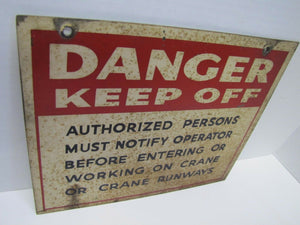 DANGER
KEEP OFF
AUTHORIZED PERSONS
MUST NOTIFY OPERATOR
BEFORE ENTERING OR
WORKING ON CRANE
OR CRANE RUNWAYS